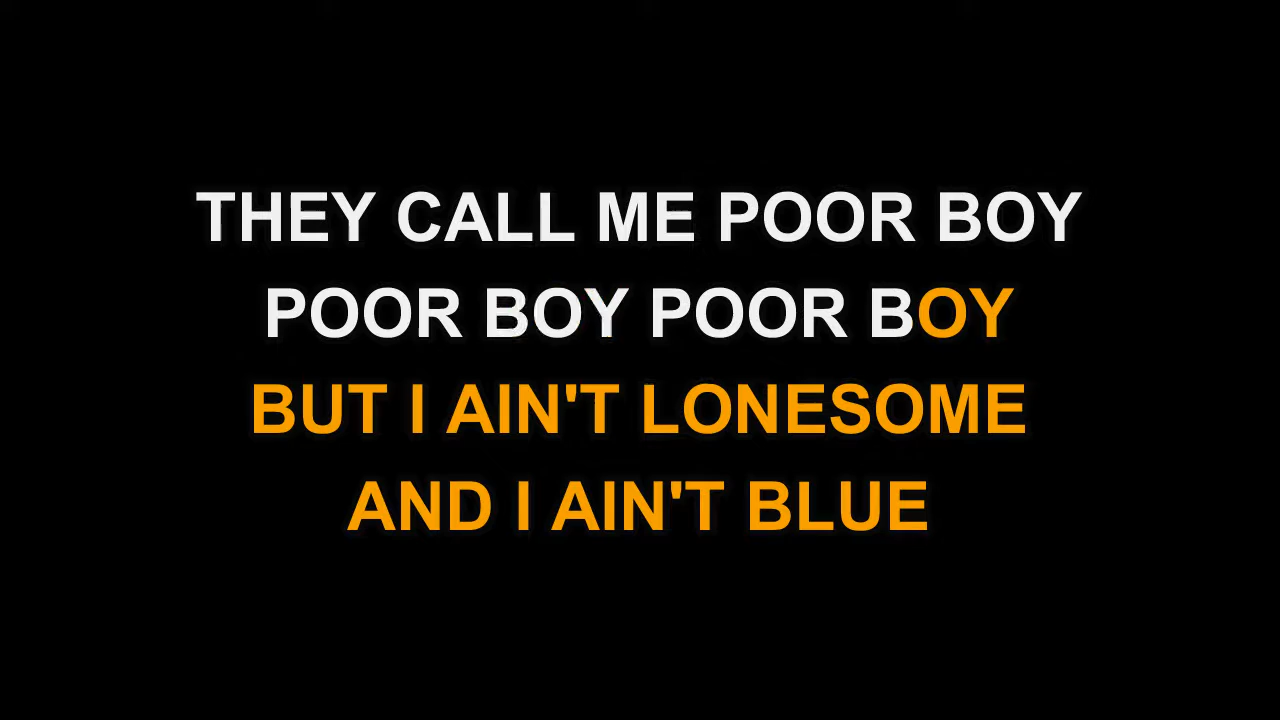 THEY CALL ME POOR BOY
POOR BOY POOR BOY
BUT I AIN'T LONESOME
AND I AIN'T BLUE